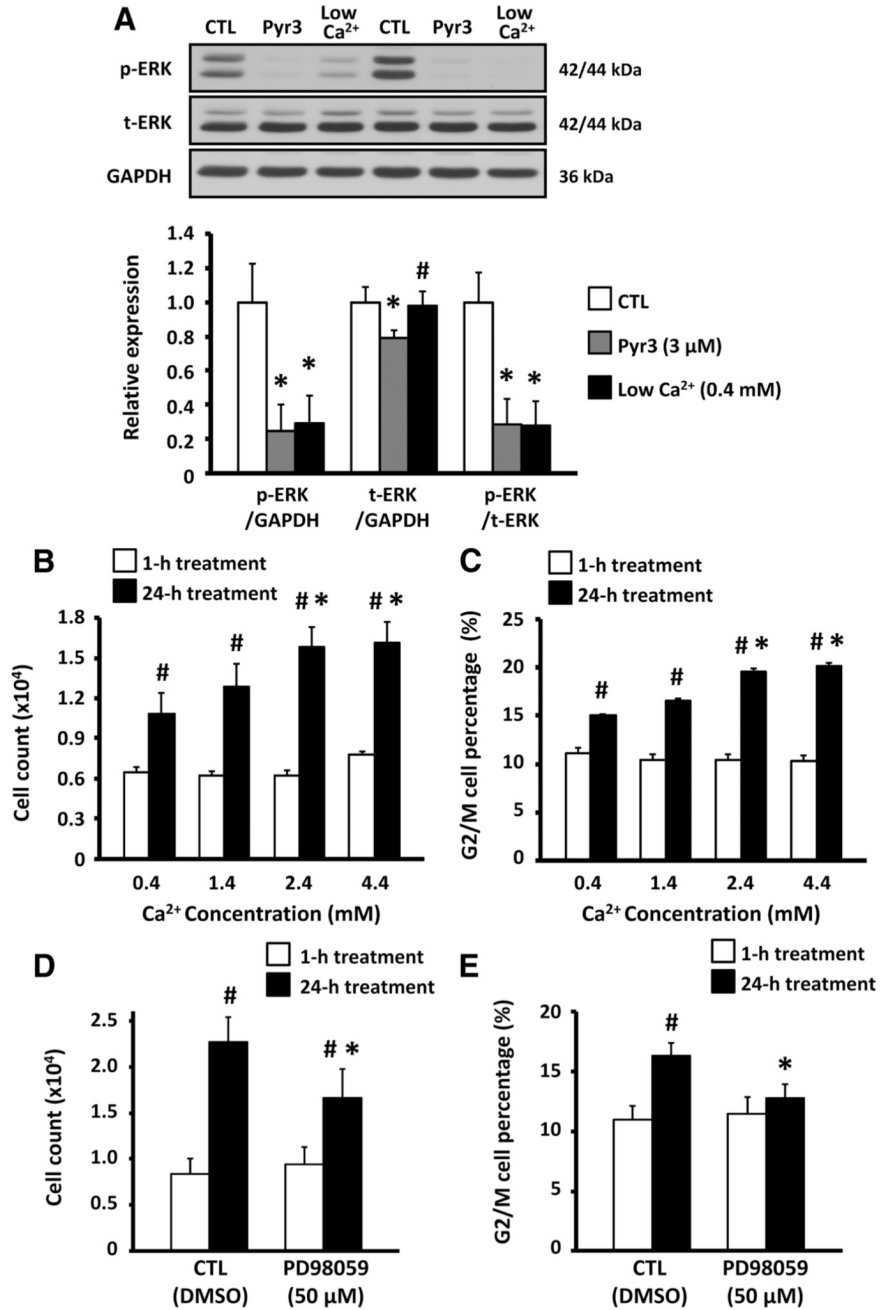 A
CTL Pyr3 Low Ca²⁺ CTL Pyr3 Low Ca²⁺
p-ERK 42/44 kDa
t-ERK 42/44 kDa
GAPDH 36 kDa
Relative expression
1.4
1.2
1.0
0.8
0.6
0.4
0.2
0
* *
* #
* *
p-ERK /GAPDH
t-ERK /GAPDH
p-ERK /t-ERK
CTL
Pyr3 (3 μM)
Low Ca²⁺ (0.4 mM)
B
1-h treatment
24-h treatment
Cell count (x10⁴)
1.8
1.5
1.2
0.9
0.6
0.3
0
# # # * # *
0.4 1.4 2.4 4.4
Ca²⁺ Concentration (mM)
C
1-h treatment
24-h treatment
G2/M cell percentage (%)
25
20
15
10
5
0
# # # * # *
0.4 1.4 2.4 4.4
Ca²⁺ Concentration (mM)
D
1-h treatment
24-h treatment
Cell count (x10⁴)
2.5
2.0
1.5
1.0
0.5
0
# # *
CTL PD98059
(DMSO) (50 μM)
E
1-h treatment
24-h treatment
G2/M cell percentage (%)
20
15
10
5
0
# *
CTL PD98059
(DMSO) (50 μM)